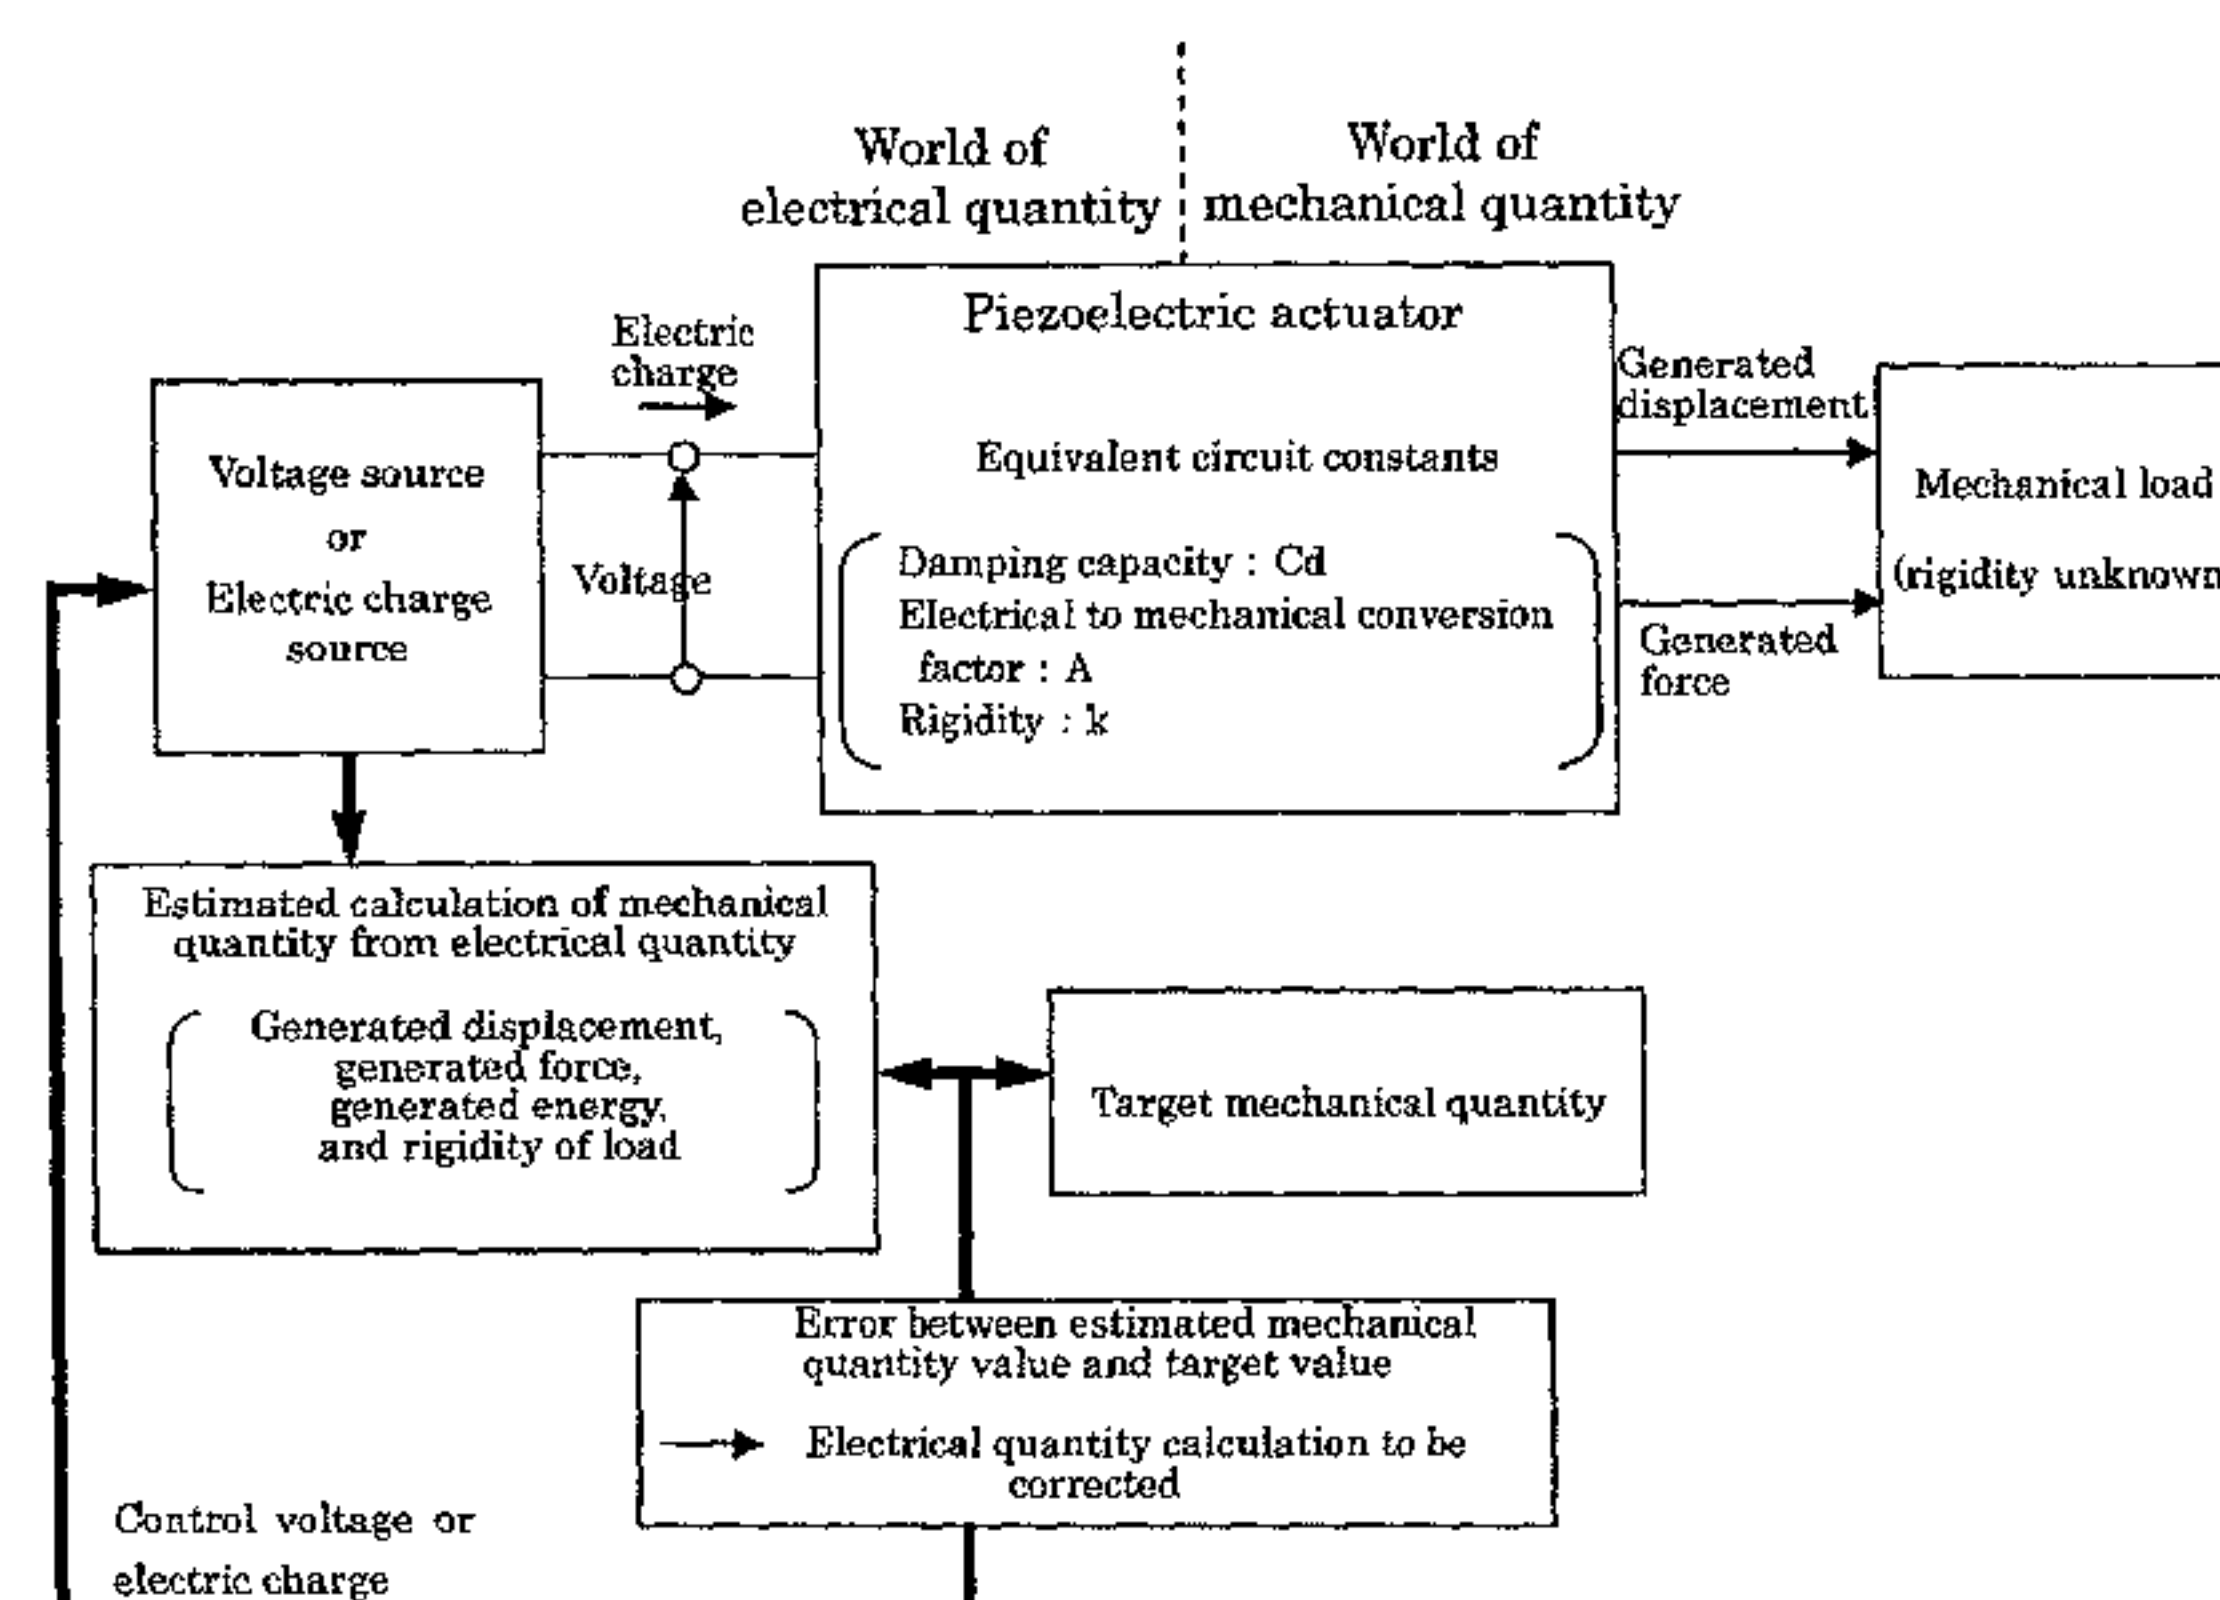 World of
electrical quantity
World of
mechanical quantity
Piezoelectric actuator
Electric
charge
Generated
displacement
Voltage source
or
Electric charge
source
Voltage
Equivalent circuit constants
Damping capacity : Cd
Electrical to mechanical conversion
factor : A
Rigidity : k
Mechanical load
(rigidity unknown
Generated
force
Estimated calculation of mechanical
quantity from electrical quantity
Generated displacement,
generated force,
generated energy,
and rigidity of load
Target mechanical quantity
Error between estimated mechanical
quantity value and target value
Electrical quantity calculation to be
corrected
Control voltage or
electric charge